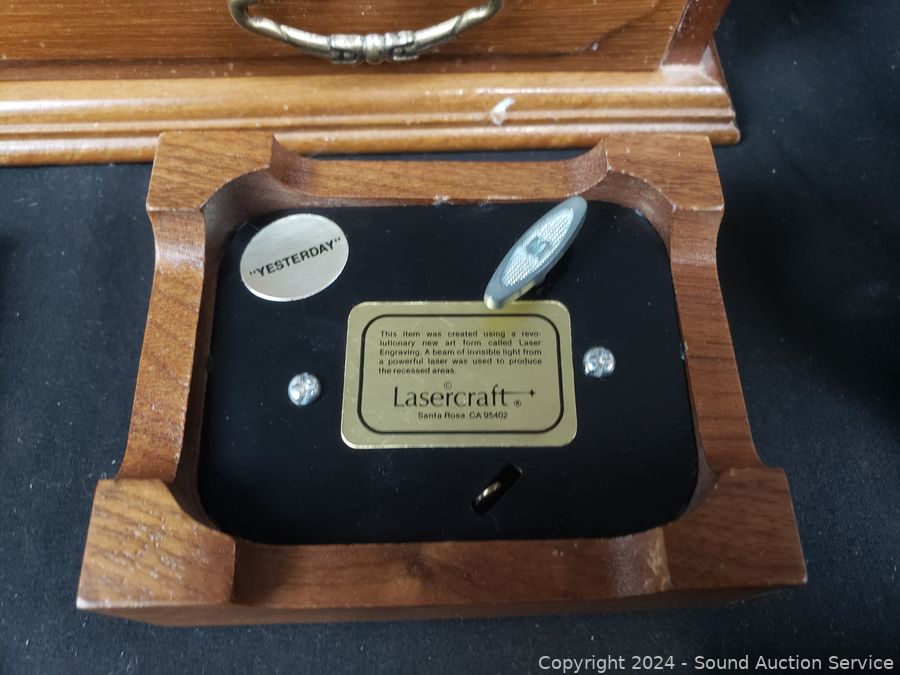 "YESTERDAY"
This item was created using a revo-
lutionary new art form called Laser
Engraving. A beam of invisible light from
a powerful laser was used to produce
the recessed areas.
©
Lasercraft®
Santa Rosa CA 95402
Copyright © 2024 - Sound Auction Service